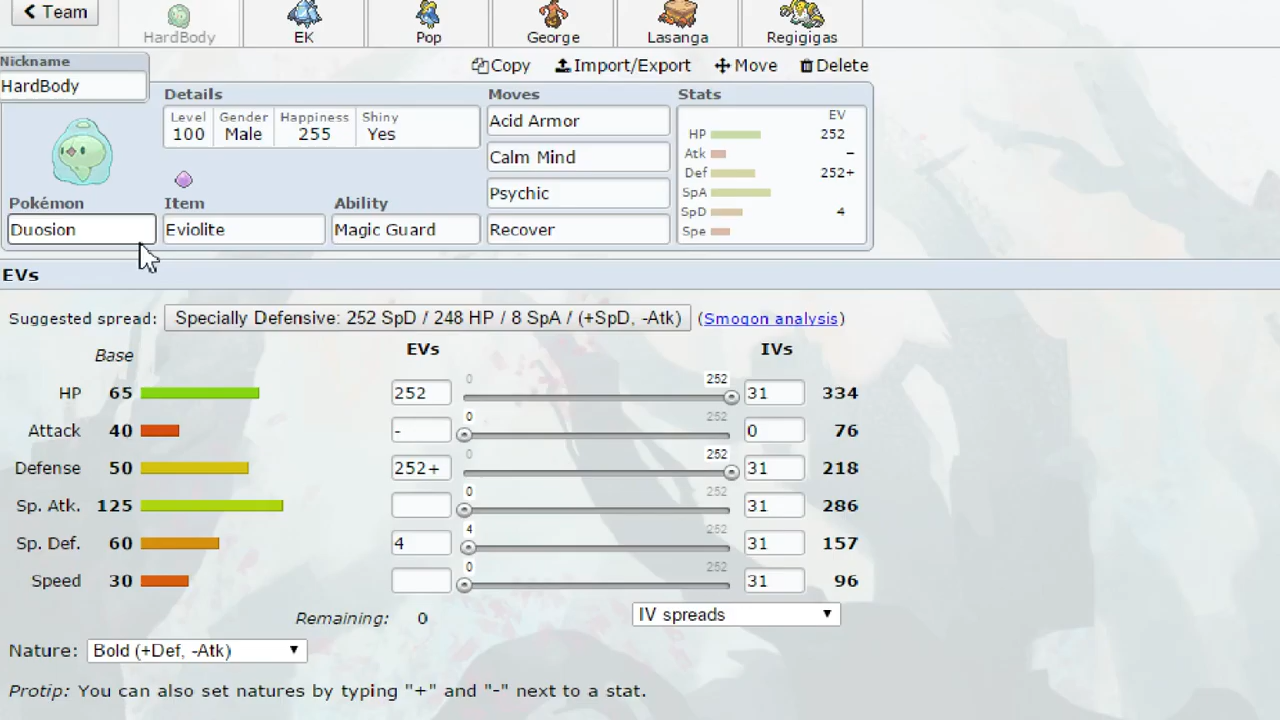 < Team
HardBody EK Pop George Lasanga Regigigas
Nickname
HardBody
Copy Import/Export Move Delete
Details Moves Stats
Level Gender Happiness Shiny
100 Male 255 Yes
Acid Armor
Calm Mind
Psychic
Recover
EV
HP 252
Atk –
Def 252+
SpA
SpD 4
Spe
Pokémon Item Ability
Duosion Eviolite Magic Guard
EVs
Suggested spread: Specially Defensive: 252 SpD / 248 HP / 8 SpA / (+SpD, -Atk) (Smogon analysis)
Base EVs IVs
HP 65 252 0 252 31 334
Attack 40 - 0 252 0 76
Defense 50 252+ 0 252 31 218
Sp. Atk. 125 0 252 31 286
Sp. Def. 60 4 4 252 31 157
Speed 30 0 252 31 96
Remaining: 0 IV spreads
Nature: Bold (+Def, -Atk)
Protip: You can also set natures by typing "+" and "-" next to a stat.